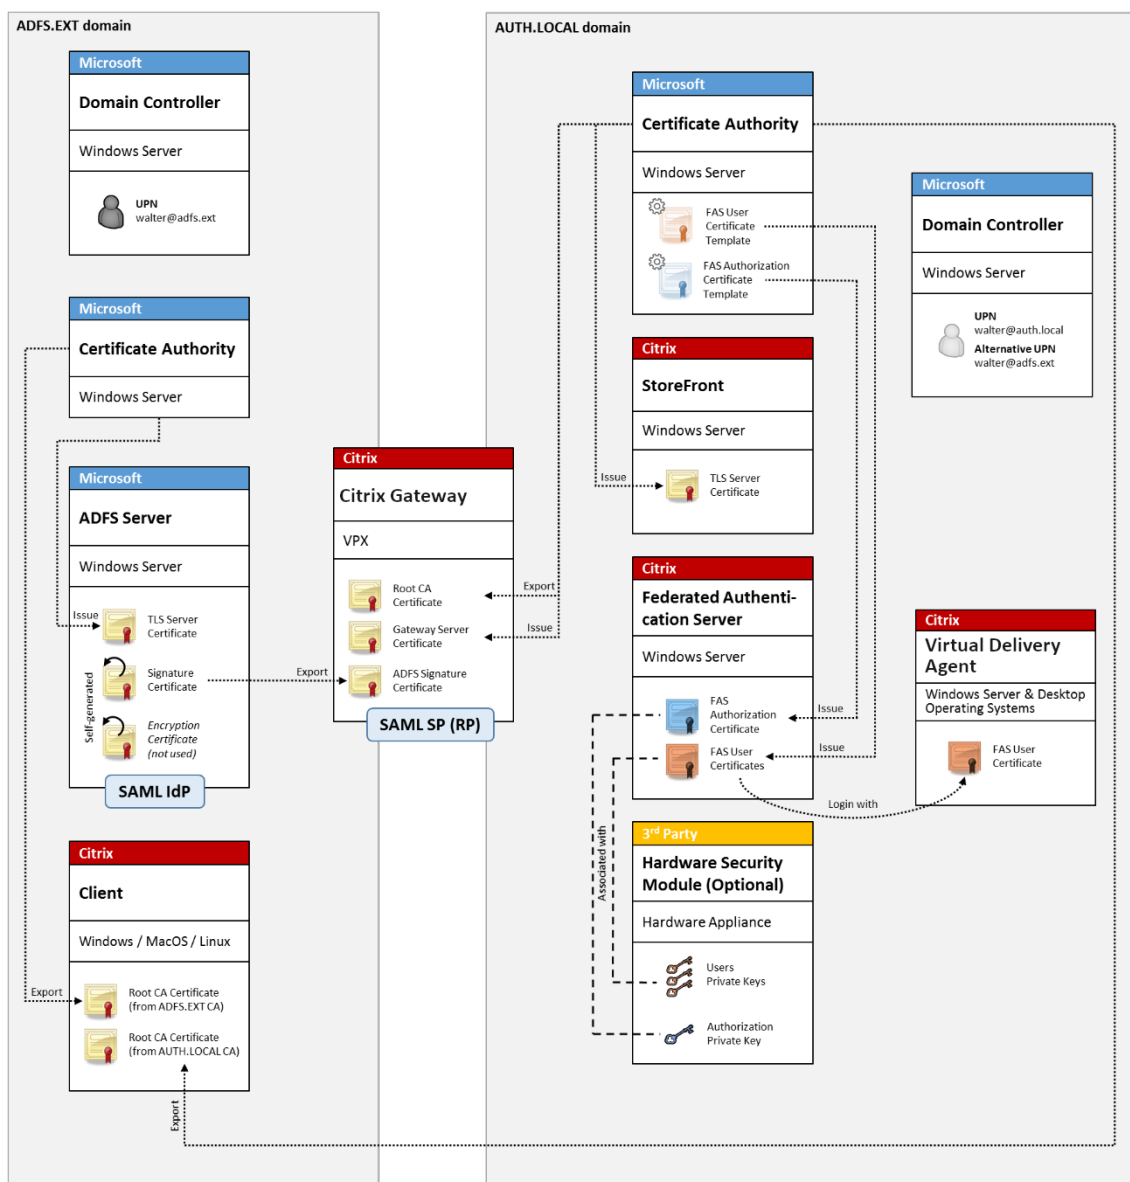 ADFS.EXT domain
Microsoft
Domain Controller
Windows Server
UPN
walter@adfs.ext
Microsoft
Certificate Authority
Windows Server
Microsoft
ADFS Server
Windows Server
Issue
TLS Server
Certificate
Self-generated
Signature
Certificate
Encryption
Certificate
(not used)
SAML IdP
Citrix
Client
Windows / MacOS / Linux
Export
Root CA Certificate
(from ADFS.EXT CA)
Root CA Certificate
(from AUTH.LOCAL CA)
Export
Citrix
Citrix Gateway
VPX
Root CA
Certificate
Export
Gateway Server
Certificate
Issue
Export
ADFS Signature
Certificate
SAML SP (RP)
AUTH.LOCAL domain
Microsoft
Certificate Authority
Windows Server
FAS User
Certificate
Template
FAS Authorization
Certificate
Template
Citrix
StoreFront
Windows Server
Issue
TLS Server
Certificate
Citrix
Federated Authenti-
cation Server
Windows Server
FAS
Authorization
Certificate
Issue
FAS User
Certificates
Issue
Login with
Associated with
3rd Party
Hardware Security
Module (Optional)
Hardware Appliance
Users
Private Keys
Authorization
Private Key
Microsoft
Domain Controller
Windows Server
UPN
walter@auth.local
Alternative UPN
walter@adfs.ext
Citrix
Virtual Delivery
Agent
Windows Server & Desktop
Operating Systems
FAS User
Certificate